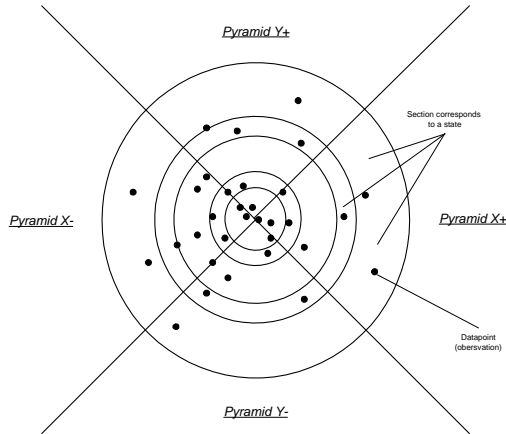 Pyramid Y+
Section corresponds
to a state
Pyramid X-
Pyramid X+
Datapoint
(obersvation)
Pyramid Y-